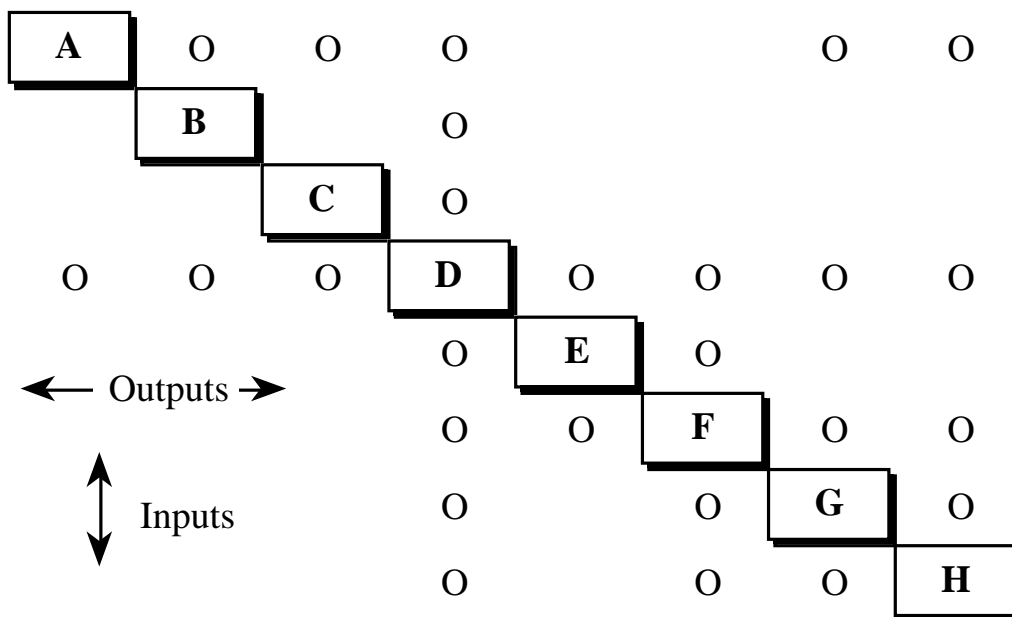 A O O O O O
B O
C O
O O O D O O O O
O E O
Outputs
O O F O O
Inputs O O G O
O O O H